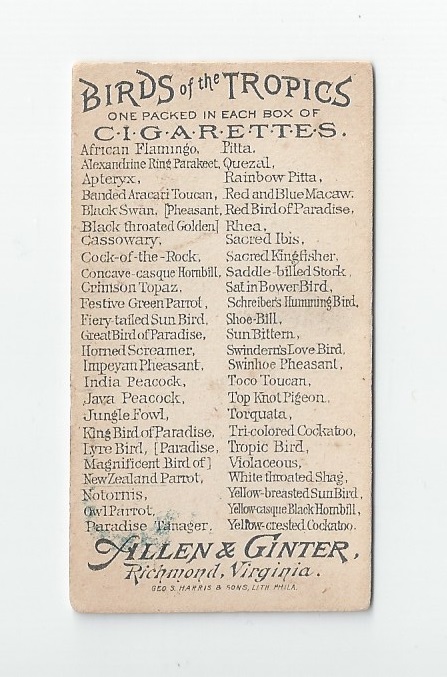 BIRDS of the TROPICS
ONE PACKED IN EACH BOX OF
C·I·G·A·R·E·T·T·E·S.
African Flamingo,
Alexandrine Ring Parakeet,
Apteryx,
Banded Aracari Toucan,
Black Swan, [Pheasant,
Black throated Golden]
Cassowary,
Cock-of-the-Rock,
Concave-casque Hornbill,
Crimson Topaz,
Festive Green Parrot,
Fiery-tailed Sun Bird,
Great Bird of Paradise,
Horned Screamer,
Impeyan Pheasant,
India Peacock,
Java Peacock,
Jungle Fowl,
King Bird of Paradise,
Lyre Bird, [Paradise,
Magnificent Bird of]
New Zealand Parrot,
Notornis,
Owl Parrot,
Paradise Tanager,
Pitta,
Quezal,
Rainbow Pitta,
Red and Blue Macaw,
Red Bird of Paradise,
Rhea,
Sacred Ibis,
Sacred Kingfisher,
Saddle-billed Stork,
Satin Bower Bird,
Schreiber's Humming Bird,
Shoe-Bill,
Sun Bittern,
Swindern's Love Bird,
Swinhoe Pheasant,
Toco Toucan,
Top Knot Pigeon,
Torquata,
Tri-colored Cockatoo,
Tropic Bird,
Violaceous,
White throated Shag,
Yellow-breasted Sun Bird,
Yellow-casque Black Hornbill,
Yellow-crested Cockatoo.
ALLEN & GINTER,
Richmond, Virginia.
GEO. S. HARRIS & SONS, LITH. PHILA.